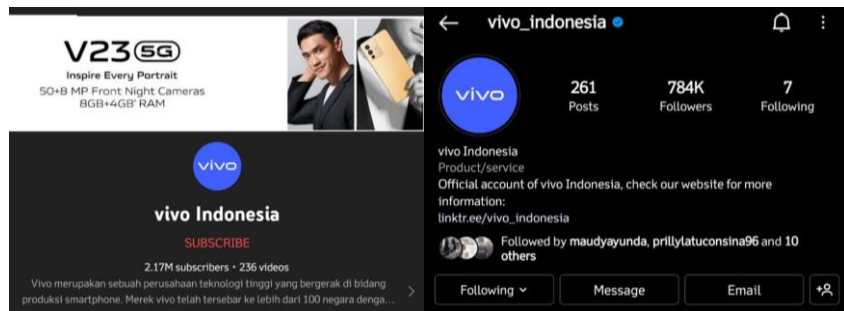 V23 5G
Inspire Every Portrait
50+8 MP Front Night Cameras
8GB+4GB¹ RAM
vivo
vivo Indonesia
SUBSCRIBE
2.17M subscribers • 236 videos
Vivo merupakan sebuah perusahaan teknologi tinggi yang bergerak di bidang
produksi smartphone. Merek vivo telah tersebar ke lebih dari 100 negara denga...
vivo_indonesia
vivo
261
Posts
784K
Followers
7
Following
vivo Indonesia
Product/service
Official account of vivo Indonesia, check our website for more
information:
linktr.ee/vivo_indonesia
Followed by maudyayunda, prillylatuconsina96 and 10
others
Following
Message
Email